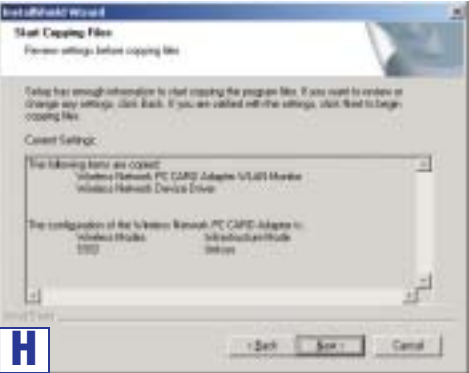 InstallShield Wizard
Start Copying Files
Review settings before copying files.
Setup has enough information to start copying the program files. If you want to review or
change any settings, click Back. If you are satisfied with the settings, click Next to begin
copying files.
Current Settings:
The following items are copied:
Wireless Network PC CARD Adapter WLAN Monitor
Wireless Network Device Driver
The configuration of the Wireless Network PC CARD Adapter is:
Wireless Modes Infrastructure Mode
SSID
InstallShield
< Back
Next >
Cancel
H